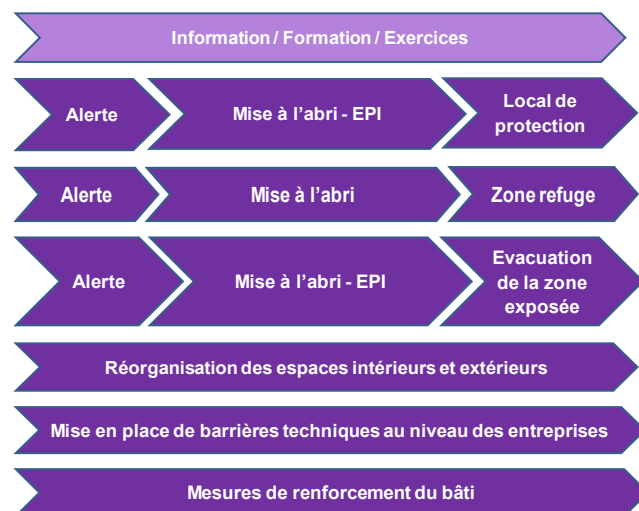 Information / Formation / Exercices
Alerte
Mise à l'abri - EPI
Local de
protection
Alerte
Mise à l'abri
Zone refuge
Alerte
Mise à l'abri - EPI
Evacuation
de la zone
exposée
Réorganisation des espaces intérieurs et extérieurs
Mise en place de barrières techniques au niveau des entreprises
Mesures de renforcement du bâti